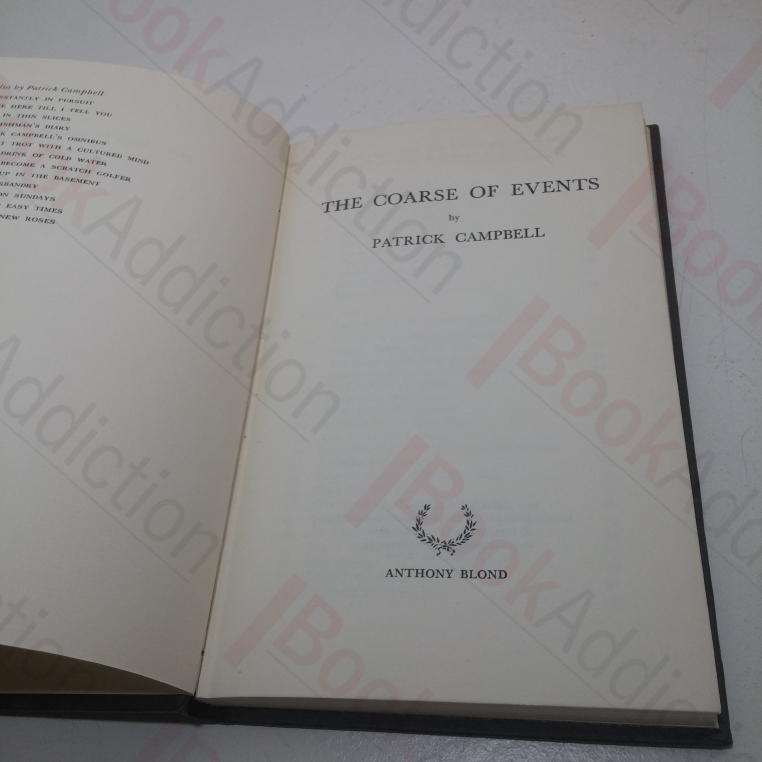 by Patrick Campbell
IN PURSUIT
HERE TILL I TELL YOU
IN THIN SLICES
DIARY
CAMPBELL'S OMNIBUS
TROT WITH A CULTURED MIND
DRINK OF COLD WATER
BECOME A SCRATCH GOLFER
UP IN THE BASEMENT
ON SUNDAYS
EASY TIMES
NEW ROSES
THE COARSE OF EVENTS
by
PATRICK CAMPBELL
ANTHONY BLOND
BookAddiction